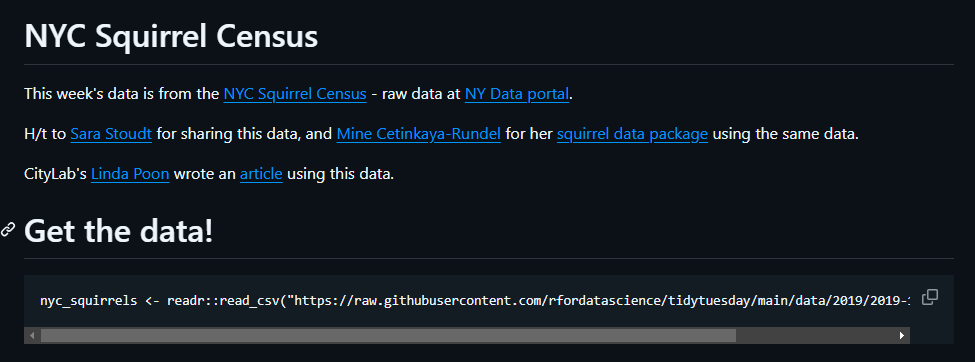 NYC Squirrel Census
This week's data is from the NYC Squirrel Census - raw data at NY Data portal.
H/t to Sara Stoudt for sharing this data, and Mine Cetinkaya-Rundel for her squirrel data package using the same data.
CityLab's Linda Poon wrote an article using this data.
Get the data!
nyc_squirrels <- readr::read_csv("https://raw.githubusercontent.com/rfordatascience/tidytuesday/main/data/2019/2019-